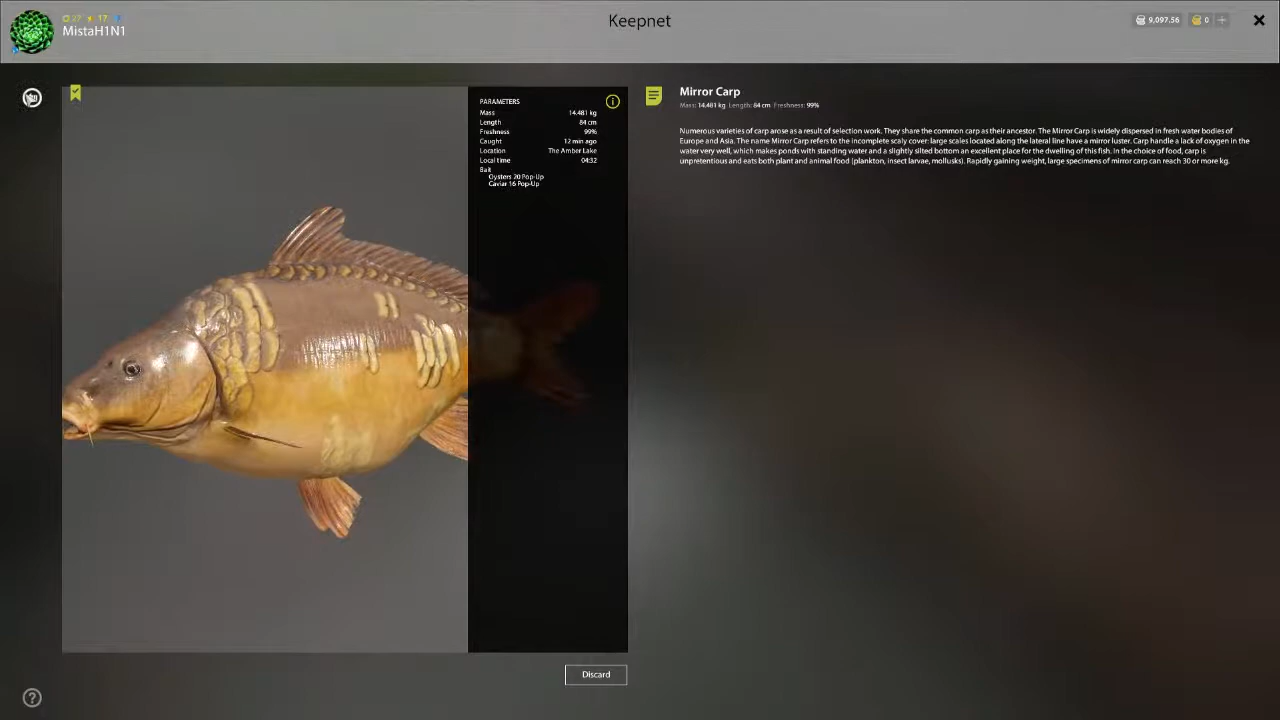 27 17
MistaH1N1
Keepnet
9,097.56 0 +
PARAMETERS
Mass 14.481 kg
Length 84 cm
Freshness 99%
Caught 12 min ago
Location The Amber Lake
Local time 04:32
Bait
Oysters 20 Pop-Up
Caviar 16 Pop-Up
Mirror Carp
Mass: 14.481 kg Length: 84 cm Freshness: 99%
Numerous varieties of carp arose as a result of selection work. They share the common carp as their ancestor. The Mirror Carp is widely dispersed in fresh water bodies of
Europe and Asia. The name Mirror Carp refers to the incomplete scaly cover: large scales located along the lateral line have a mirror luster. Carp handle a lack of oxygen in the
water very well, which makes ponds with standing water and a slightly silted bottom an excellent place for the dwelling of this fish. In the choice of food, carp is
unpretentious and eats both plant and animal food (plankton, insect larvae, mollusks). Rapidly gaining weight, large specimens of mirror carp can reach 30 or more kg.
Discard
?